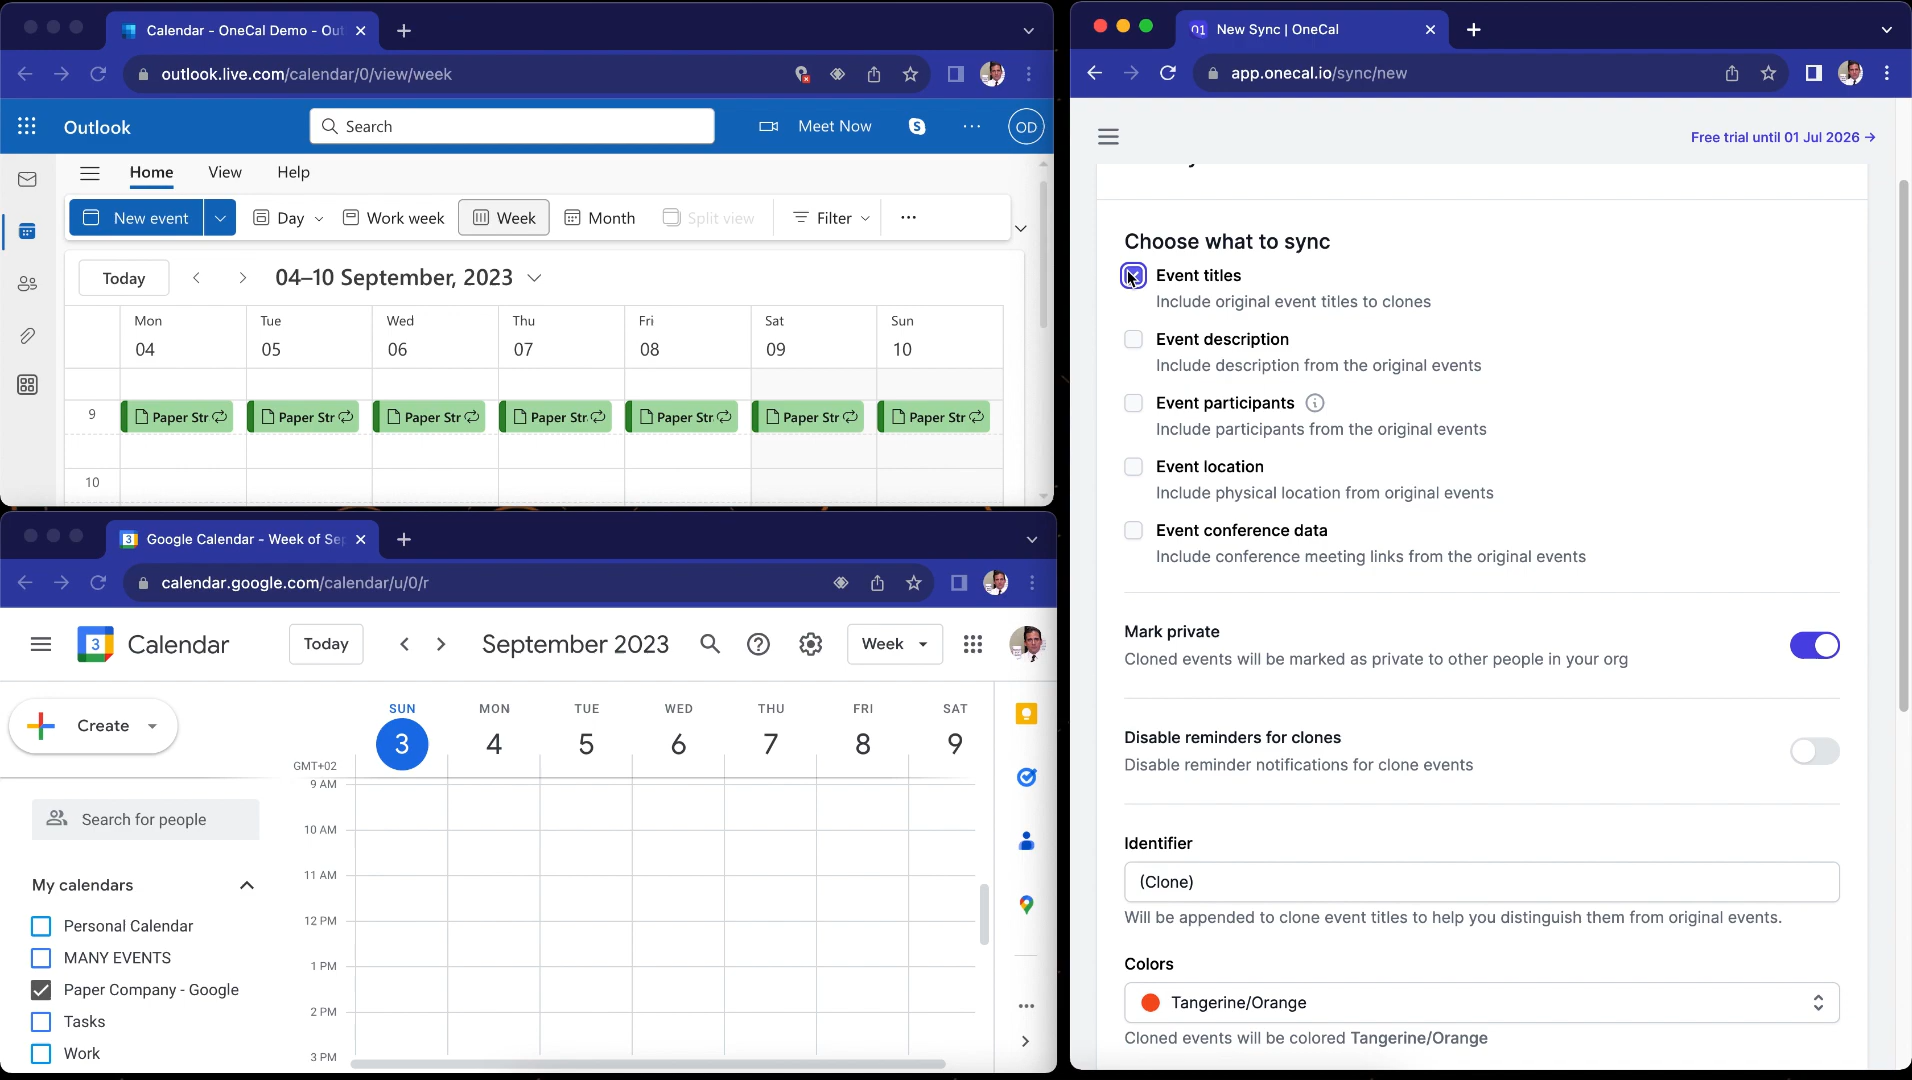 Calendar - OneCal Demo - Out
outlook.live.com/calendar/0/view/week
Outlook
Search
Meet Now
OD
Home
View
Help
New event
Day
Work week
Week
Month
Split view
Filter
Today
04–10 September, 2023
Mon
Tue
Wed
Thu
Fri
Sat
Sun
04
05
06
07
08
09
10
9
Paper Str
Paper Str
Paper Str
Paper Str
Paper Str
Paper Str
Paper Str
10
Google Calendar - Week of Sep
calendar.google.com/calendar/u/0/r
3
Calendar
Today
September 2023
Week
Create
SUN
MON
TUE
WED
THU
FRI
SAT
3
4
5
6
7
8
9
GMT+02
9 AM
10 AM
11 AM
12 PM
1 PM
2 PM
3 PM
Search for people
My calendars
Personal Calendar
MANY EVENTS
Paper Company - Google
Tasks
Work
01
New Sync | OneCal
app.onecal.io/sync/new
Free trial until 01 Jul 2026 →
Choose what to sync
Event titles
Include original event titles to clones
Event description
Include description from the original events
Event participants
Include participants from the original events
Event location
Include physical location from original events
Event conference data
Include conference meeting links from the original events
Mark private
Cloned events will be marked as private to other people in your org
Disable reminders for clones
Disable reminder notifications for clone events
Identifier
(Clone)
Will be appended to clone event titles to help you distinguish them from original events.
Colors
Tangerine/Orange
Cloned events will be colored Tangerine/Orange